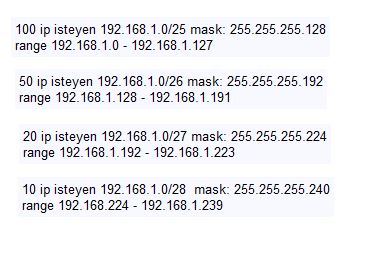 100 ip isteyen 192.168.1.0/25 mask: 255.255.255.128
range 192.168.1.0 - 192.168.1.127
50 ip isteyen 192.168.1.0/26 mask: 255.255.255.192
range 192.168.1.128 - 192.168.1.191
20 ip isteyen 192.168.1.0/27 mask: 255.255.255.224
range 192.168.1.192 - 192.168.1.223
10 ip isteyen 192.168.1.0/28 mask: 255.255.255.240
range 192.168.224 - 192.168.1.239